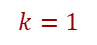 k = 1